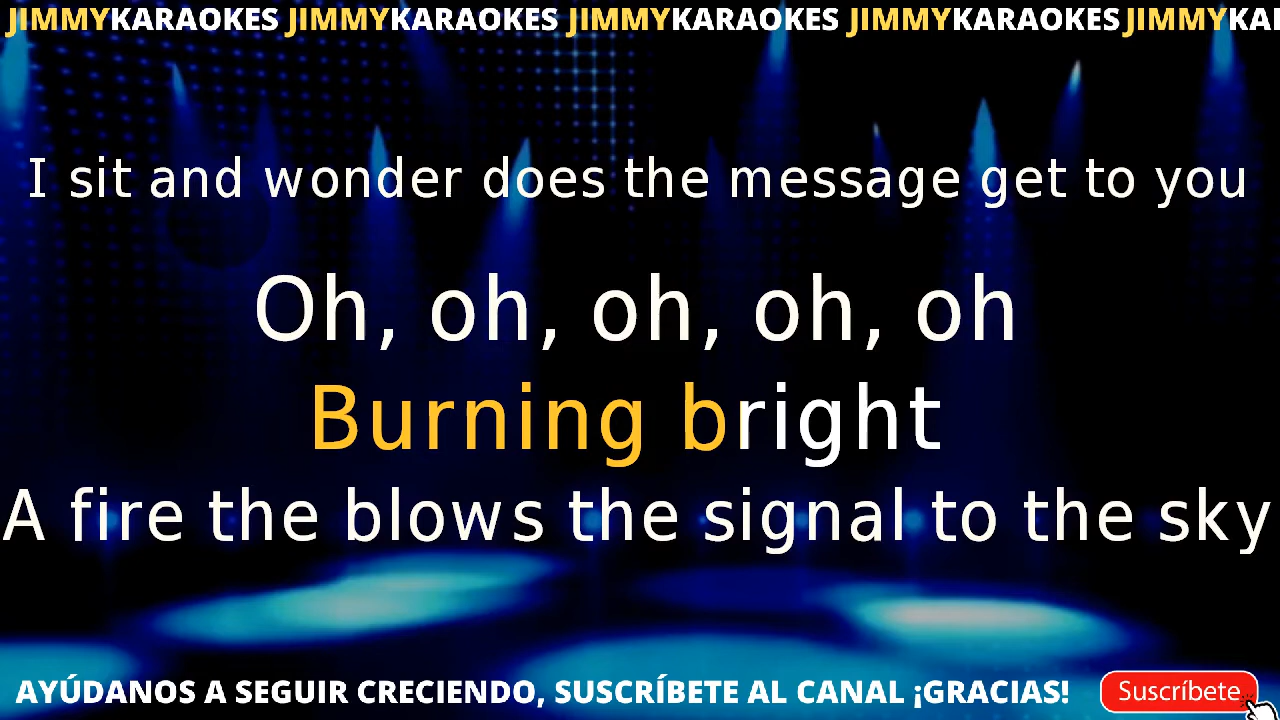 JIMMYKARAOKES JIMMYKARAOKES JIMMYKARAOKES JIMMYKARAOKES JIMMYKA
I sit and wonder does the message get to you
Oh, oh, oh, oh, oh
Burning bright
A fire the blows the signal to the sky
AYÚDANOS A SEGUIR CRECIENDO, SUSCRÍBETE AL CANAL ¡GRACIAS! Suscríbete